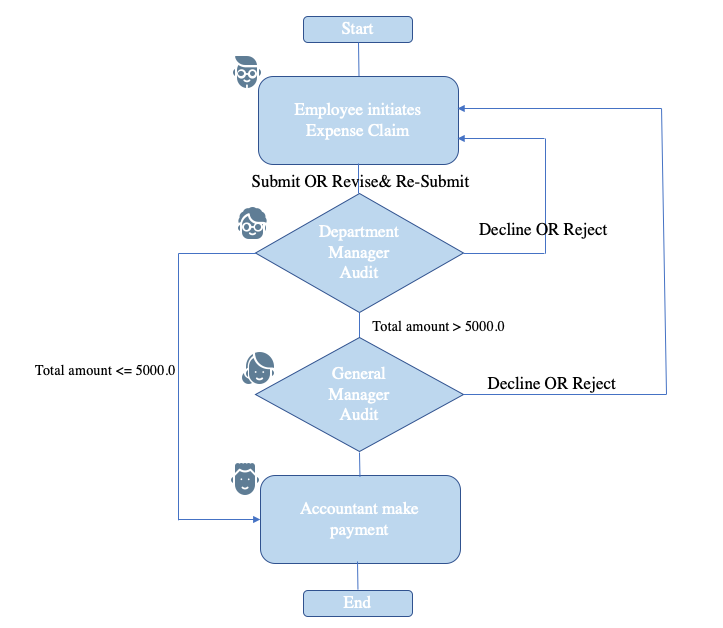 Start
Employee initiates
Expense Claim
Submit OR Revise& Re-Submit
Department
Manager
Audit
Decline OR Reject
Total amount > 5000.0
Total amount <= 5000.0
General
Manager
Audit
Decline OR Reject
Accountant make
payment
End